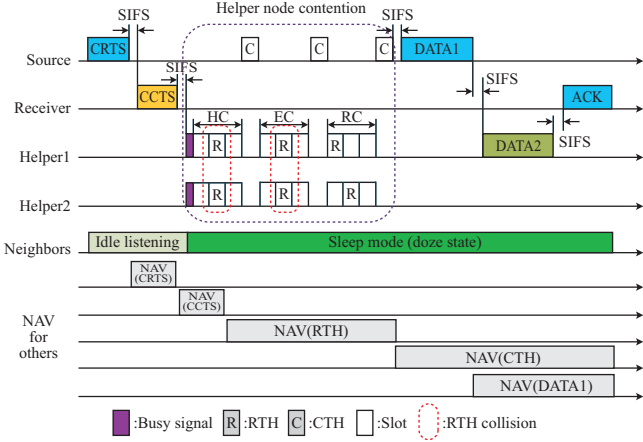 SIFS
Helper node contention
SIFS
CRTS
C
C
C
DATA1
Source
SIFS
SIFS
CCTS
ACK
Receiver
HC
EC
RC
R
R
R
DATA2
SIFS
Helper1
R
R
R
Helper2
Idle listening
Sleep mode (doze state)
Neighbors
NAV
(CRTS)
NAV
(CCTS)
NAV
for
others
NAV(RTH)
NAV(CTH)
NAV(DATA1)
:Busy signal
R :RTH
C :CTH
:Slot
:RTH collision